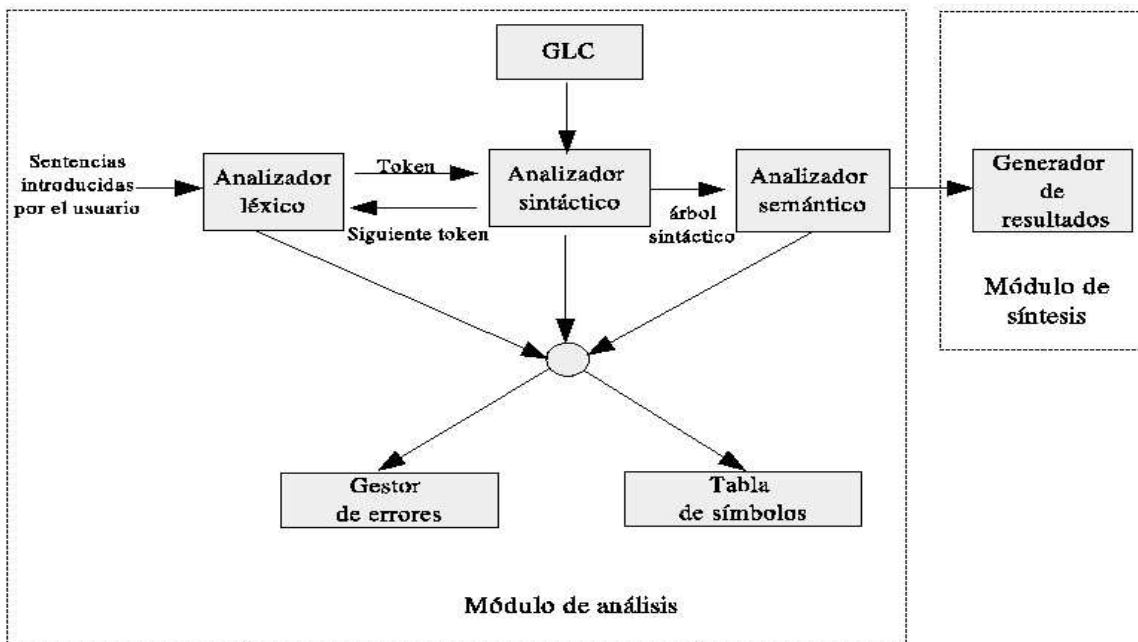 GLC
Sentencias
introducidas
por el usuario
Analizador
léxico
Token
Siguiente token
Analizador
sintáctico
árbol
sintáctico
Analizador
semántico
Generador
de
resultados
Módulo de
síntesis
Gestor
de errores
Tabla
de símbolos
Módulo de análisis